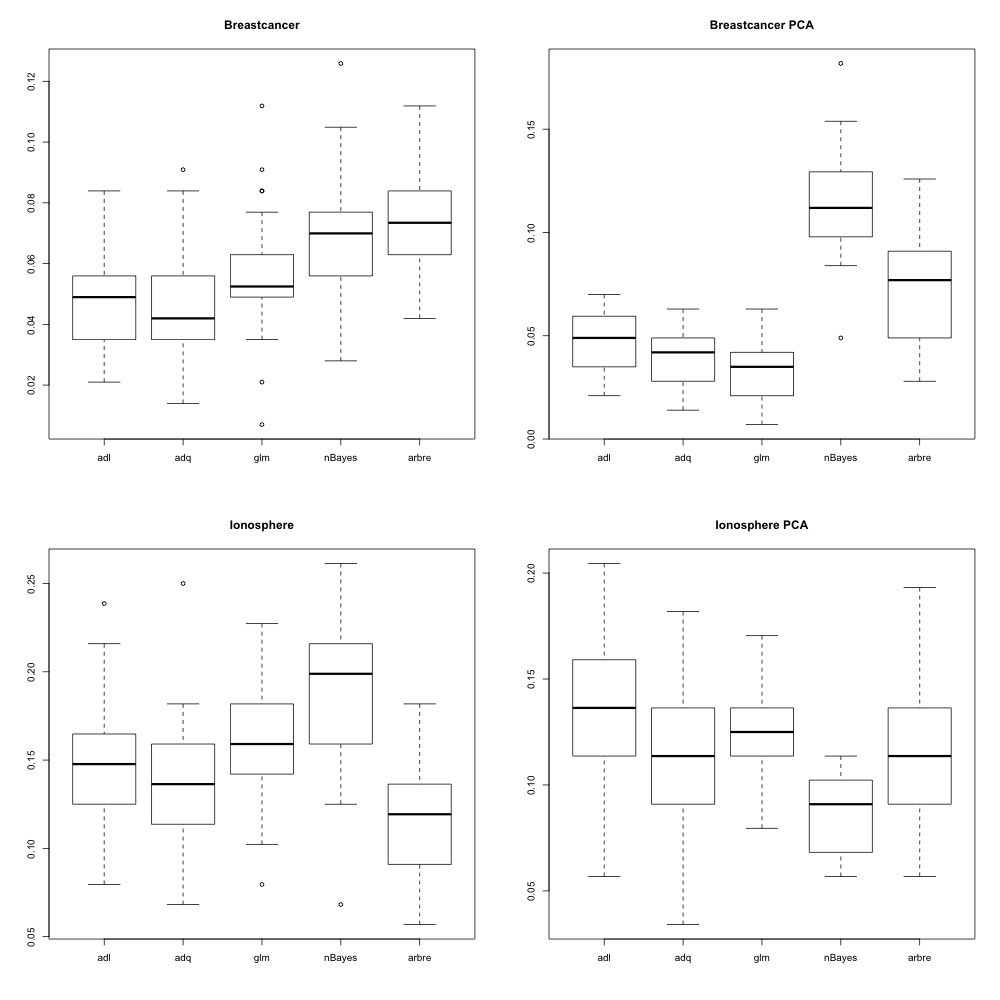 Breastcancer
0.12
0.10
0.08
0.06
0.04
0.02
adl adq glm nBayes arbre
Breastcancer PCA
0.15
0.10
0.05
0.00
adl adq glm nBayes arbre
Ionosphere
0.25
0.20
0.15
0.10
0.05
adl adq glm nBayes arbre
Ionosphere PCA
0.20
0.15
0.10
0.05
adl adq glm nBayes arbre